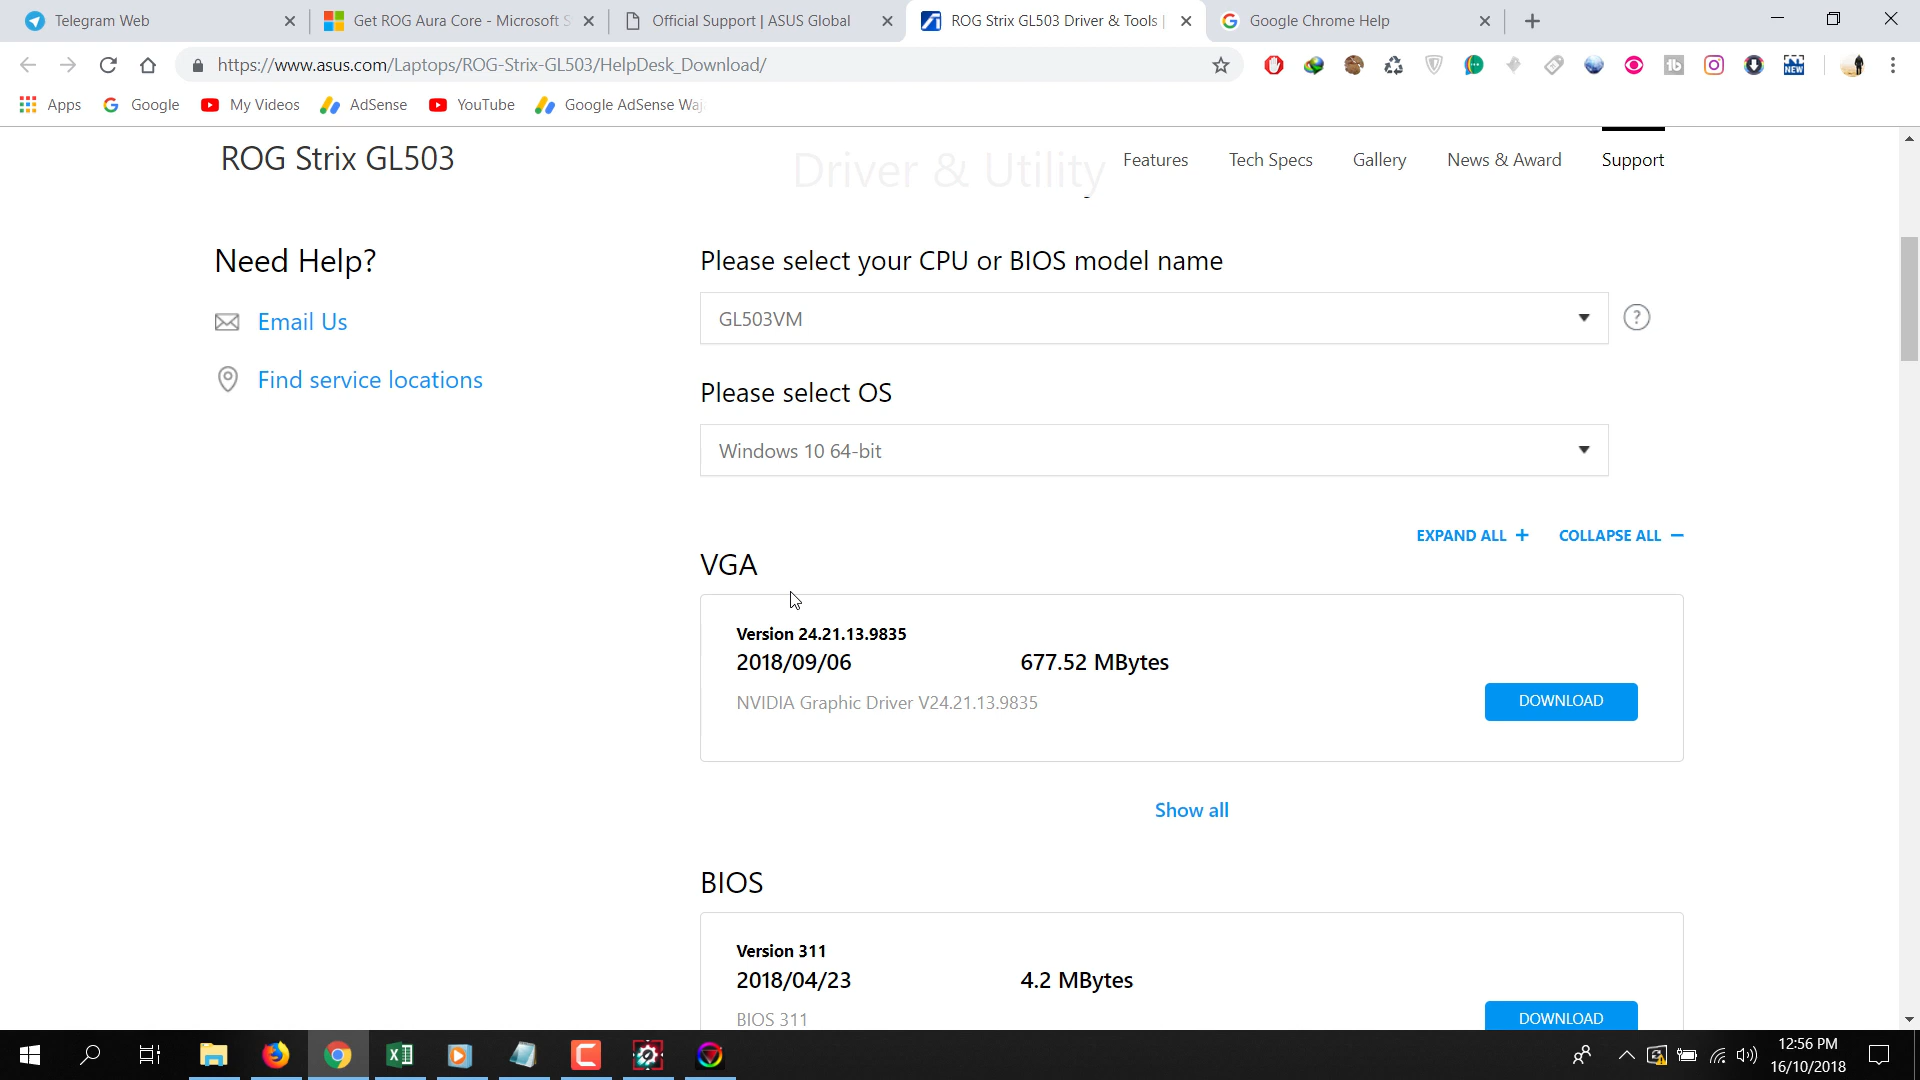 Telegram Web
Get ROG Aura Core - Microsoft S
Official Support | ASUS Global
ROG Strix GL503 Driver & Tools |
Google Chrome Help
https://www.asus.com/Laptops/ROG-Strix-GL503/HelpDesk_Download/
Apps
Google
My Videos
AdSense
YouTube
Google AdSense Waj
ROG Strix GL503
Driver & Utility
Features
Tech Specs
Gallery
News & Award
Support
Need Help?
Email Us
Find service locations
Please select your CPU or BIOS model name
GL503VM
?
Please select OS
Windows 10 64-bit
EXPAND ALL +
COLLAPSE ALL −
VGA
Version 24.21.13.9835
2018/09/06
677.52 MBytes
NVIDIA Graphic Driver V24.21.13.9835
DOWNLOAD
Show all
BIOS
Version 311
2018/04/23
4.2 MBytes
BIOS 311
DOWNLOAD
12:56 PM
16/10/2018